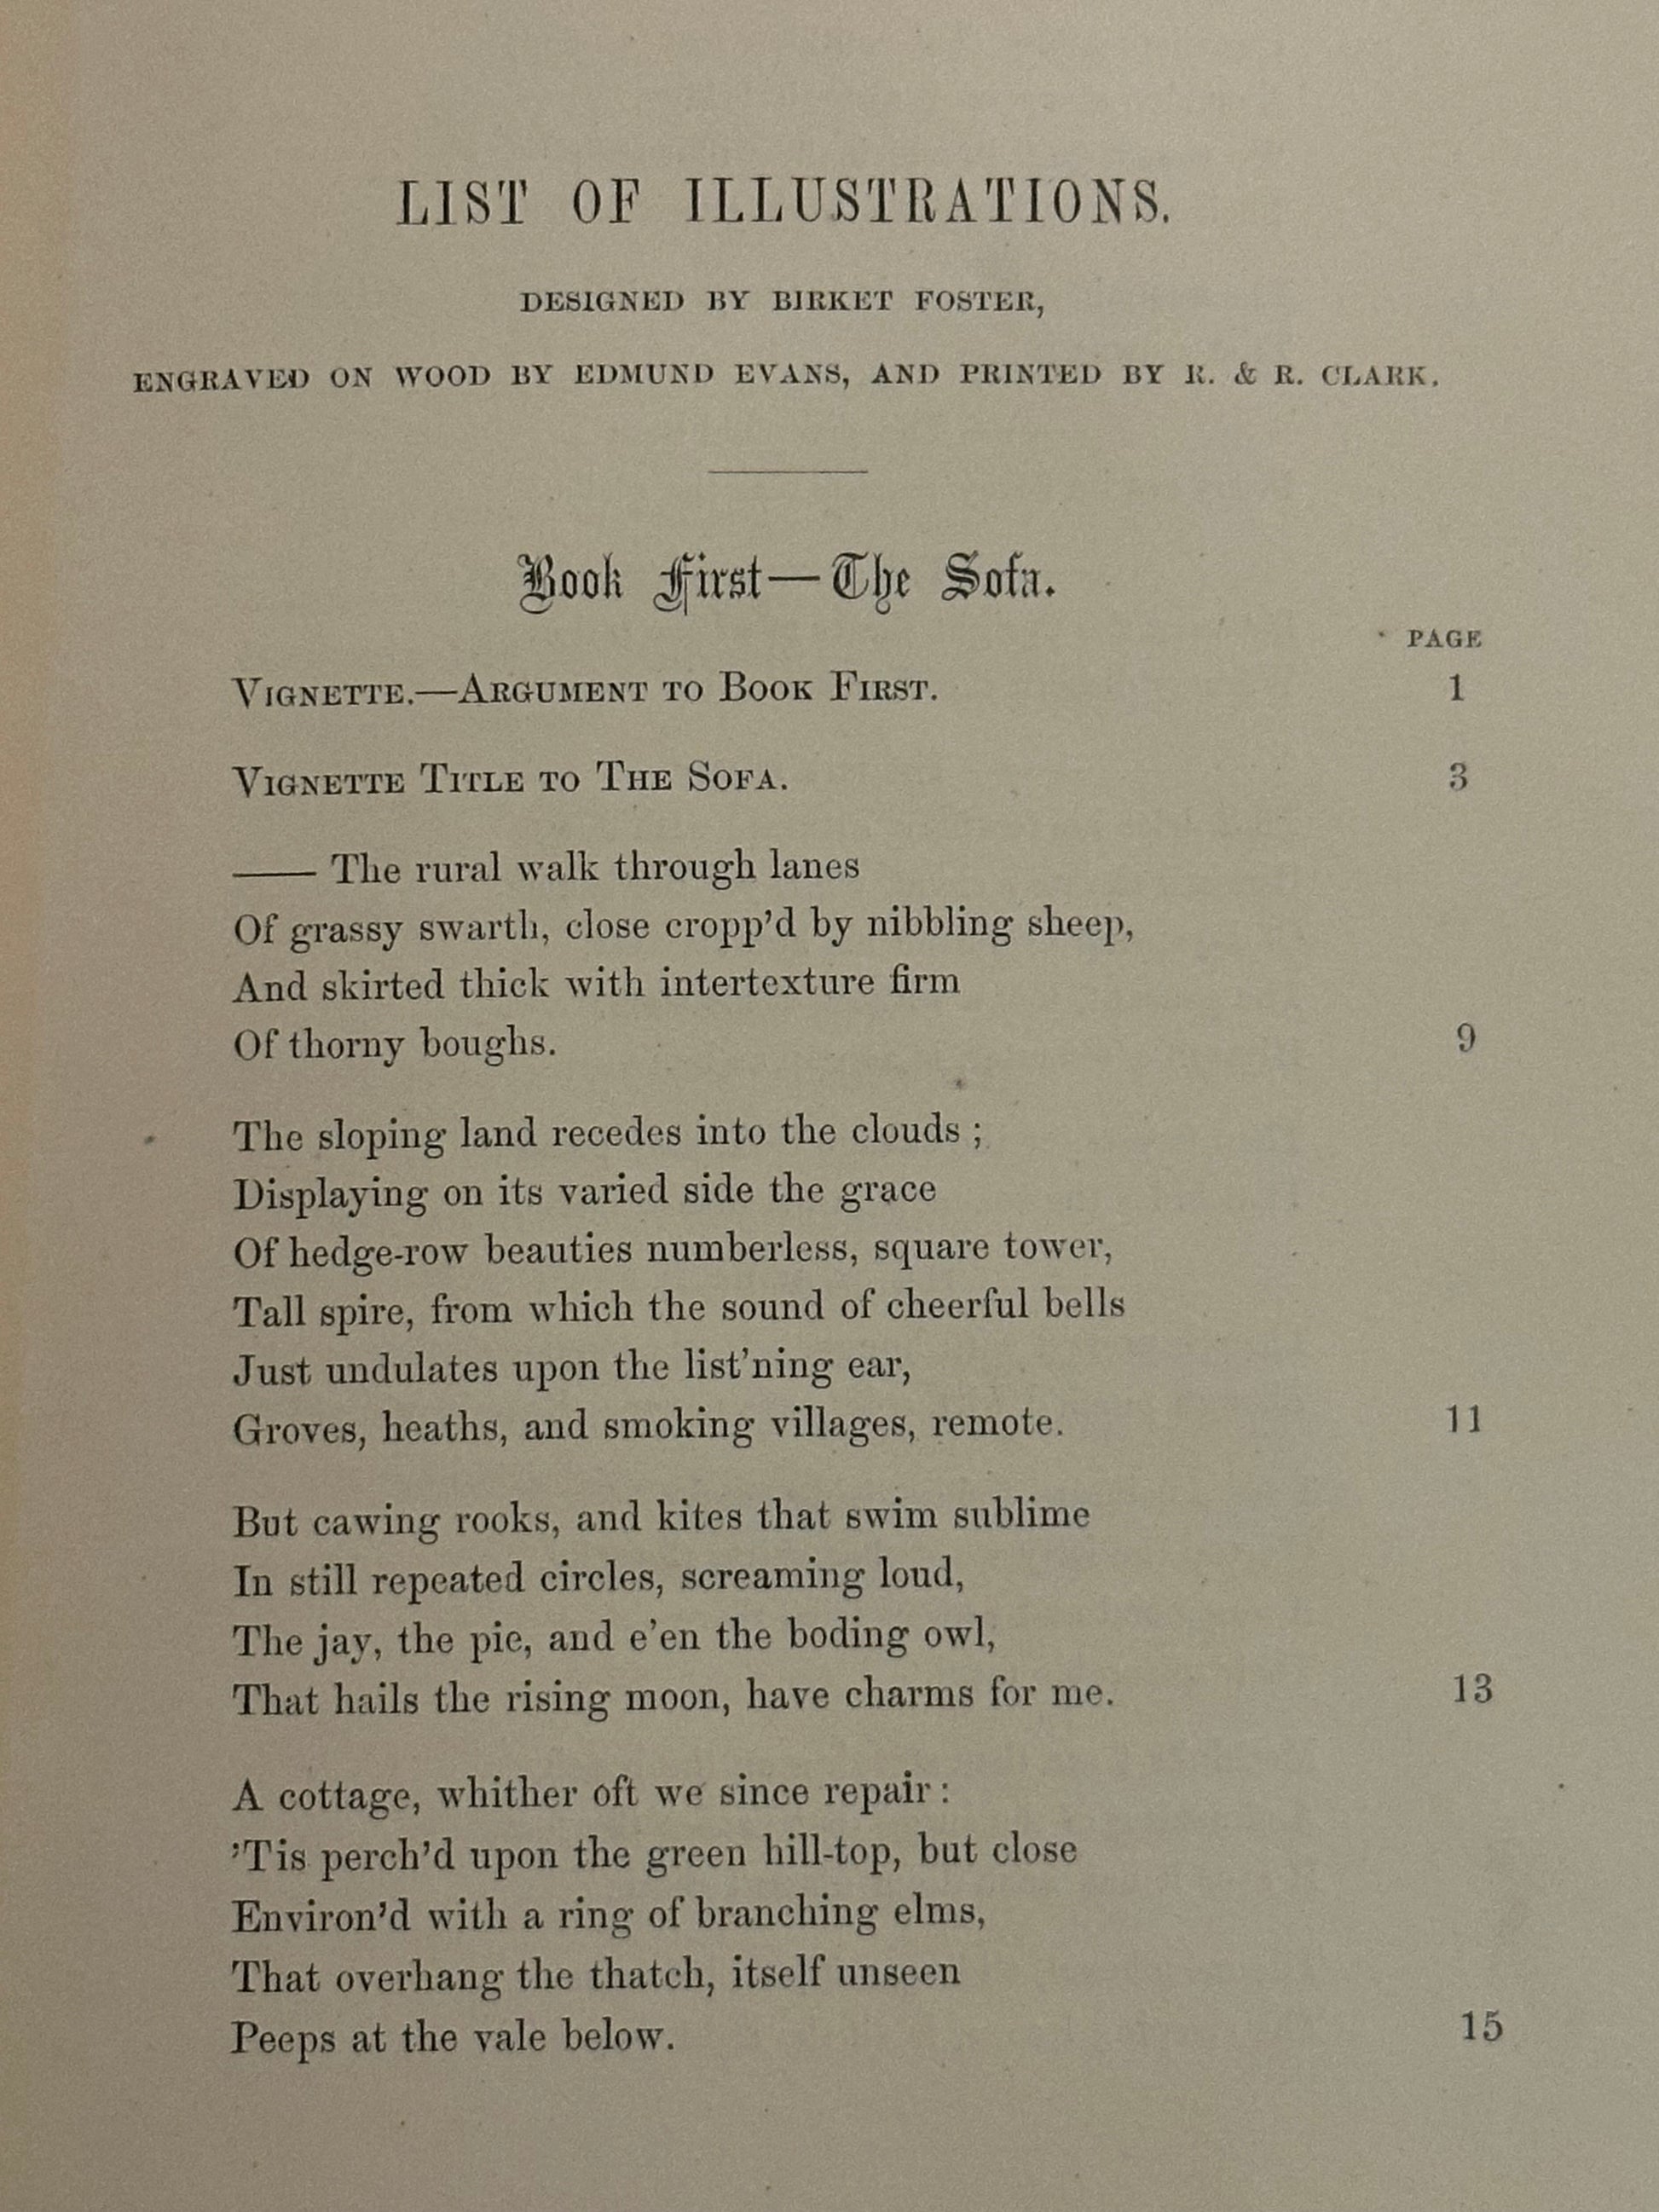 LIST OF ILLUSTRATIONS.
DESIGNED BY BIRKET FOSTER,
ENGRAVED ON WOOD BY EDMUND EVANS, AND PRINTED BY R. & R. CLARK.
Book First—The Sofa.
PAGE
VIGNETTE.—ARGUMENT TO BOOK FIRST. 1
VIGNETTE TITLE TO THE SOFA. 3
—— The rural walk through lanes
Of grassy swarth, close cropp'd by nibbling sheep,
And skirted thick with intertexture firm
Of thorny boughs. 9
The sloping land recedes into the clouds ;
Displaying on its varied side the grace
Of hedge-row beauties numberless, square tower,
Tall spire, from which the sound of cheerful bells
Just undulates upon the list'ning ear,
Groves, heaths, and smoking villages, remote. 11
But cawing rooks, and kites that swim sublime
In still repeated circles, screaming loud,
The jay, the pie, and e'en the boding owl,
That hails the rising moon, have charms for me. 13
A cottage, whither oft we since repair :
'Tis perch'd upon the green hill-top, but close
Environ'd with a ring of branching elms,
That overhang the thatch, itself unseen
Peeps at the vale below. 15